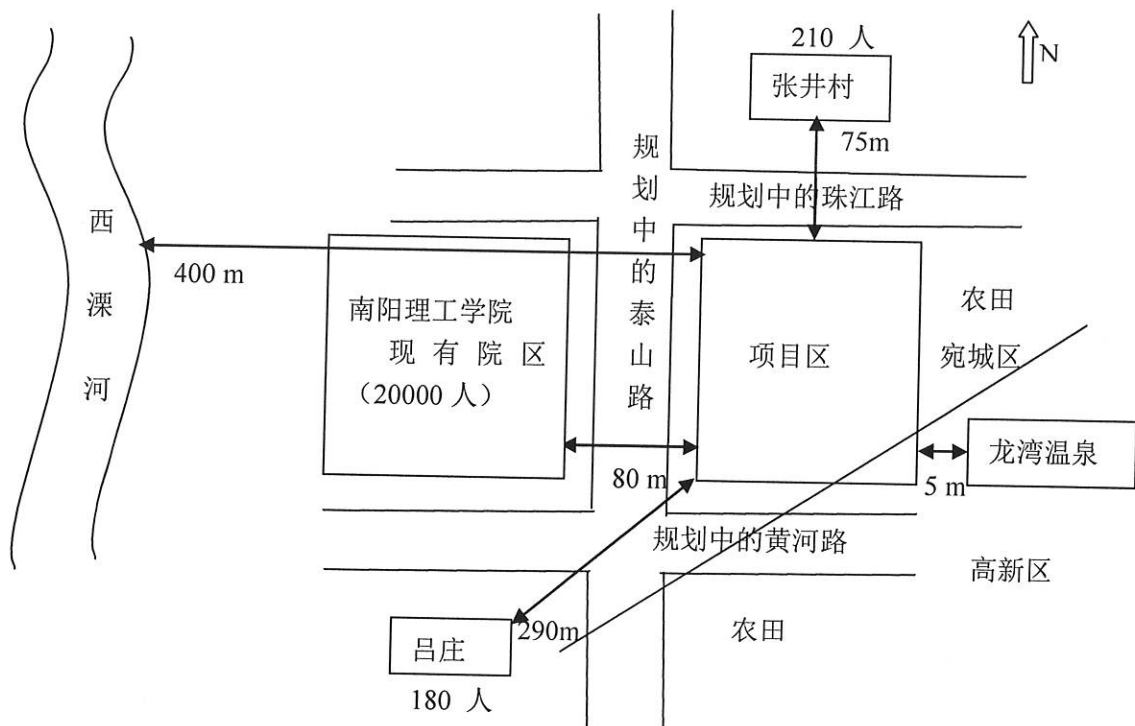 210 人
N
张井村
75m
规划中的泰山路
规划中的珠江路
西溧河
400 m
南阳理工学院
现有院区
（20000 人）
项目区
农田
宛城区
龙湾温泉
80 m
5 m
规划中的黄河路
高新区
290m
农田
吕庄
180 人